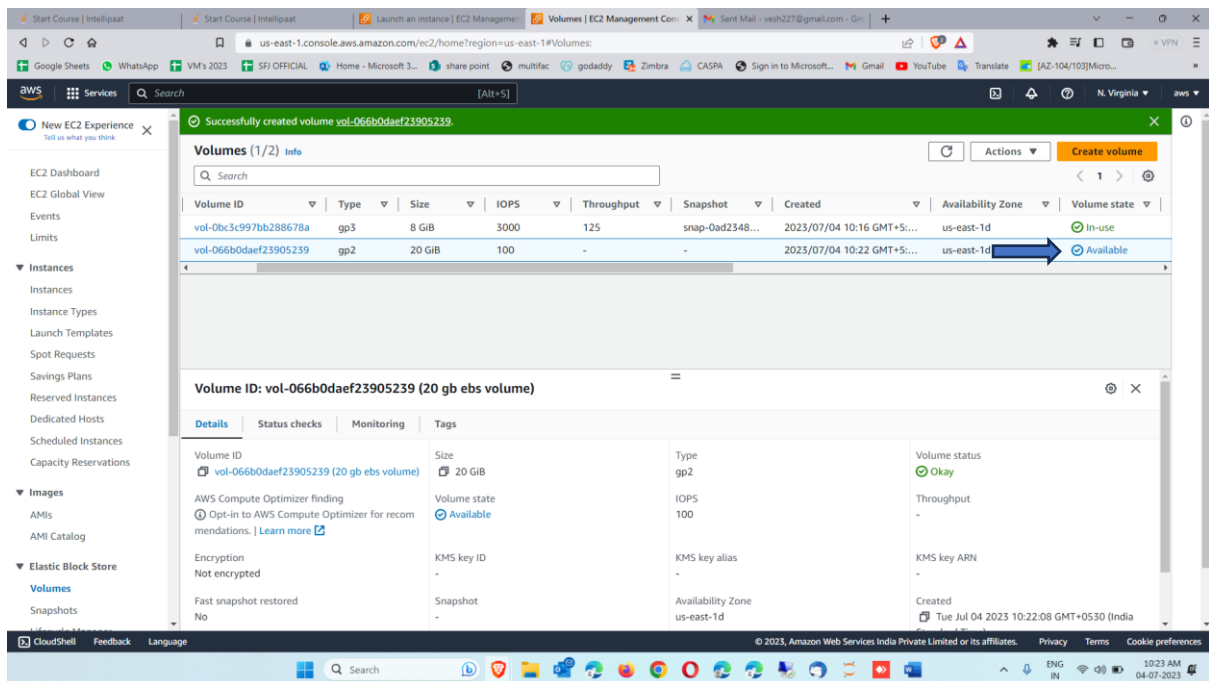 Start Course | Intellipaat
Start Course | Intellipaat
Launch an instance | EC2 Managemen
Volumes | EC2 Management Con
Sent Mail - vesh227@gmail.com - Gm
us-east-1.console.aws.amazon.com/ec2/home?region=us-east-1#Volumes:
VPN
Google Sheets WhatsApp VM's 2023 SFJ OFFICIAL Home - Microsoft 3... share point multifac godaddy Zimbra CASPA Sign in to Microsoft... Gmail YouTube Translate [AZ-104/103]Micro...
aws Services Search [Alt+S] N. Virginia aws
New EC2 Experience
Tell us what you think
EC2 Dashboard
EC2 Global View
Events
Limits
Instances
Instances
Instance Types
Launch Templates
Spot Requests
Savings Plans
Reserved Instances
Dedicated Hosts
Scheduled Instances
Capacity Reservations
Images
AMIs
AMI Catalog
Elastic Block Store
Volumes
Snapshots
Successfully created volume vol-066b0daef23905239.
Volumes (1/2) Info
Actions Create volume
Search
1
Volume ID Type Size IOPS Throughput Snapshot Created Availability Zone Volume state
vol-0bc3c997bb288678a gp3 8 GiB 3000 125 snap-0ad2348... 2023/07/04 10:16 GMT+5:... us-east-1d In-use
vol-066b0daef23905239 gp2 20 GiB 100 - - 2023/07/04 10:22 GMT+5:... us-east-1d Available
Volume ID: vol-066b0daef23905239 (20 gb ebs volume)
Details Status checks Monitoring Tags
Volume ID Size Type Volume status
vol-066b0daef23905239 (20 gb ebs volume) 20 GiB gp2 Okay
AWS Compute Optimizer finding Volume state IOPS Throughput
Opt-in to AWS Compute Optimizer for recom Available 100 -
mendations. | Learn more
Encryption KMS key ID KMS key alias KMS key ARN
Not encrypted - - -
Fast snapshot restored Snapshot Availability Zone Created
No - us-east-1d Tue Jul 04 2023 10:22:08 GMT+0530 (India
CloudShell Feedback Language © 2023, Amazon Web Services India Private Limited or its affiliates. Privacy Terms Cookie preferences
Search
ENG
IN
10:23 AM
04-07-2023